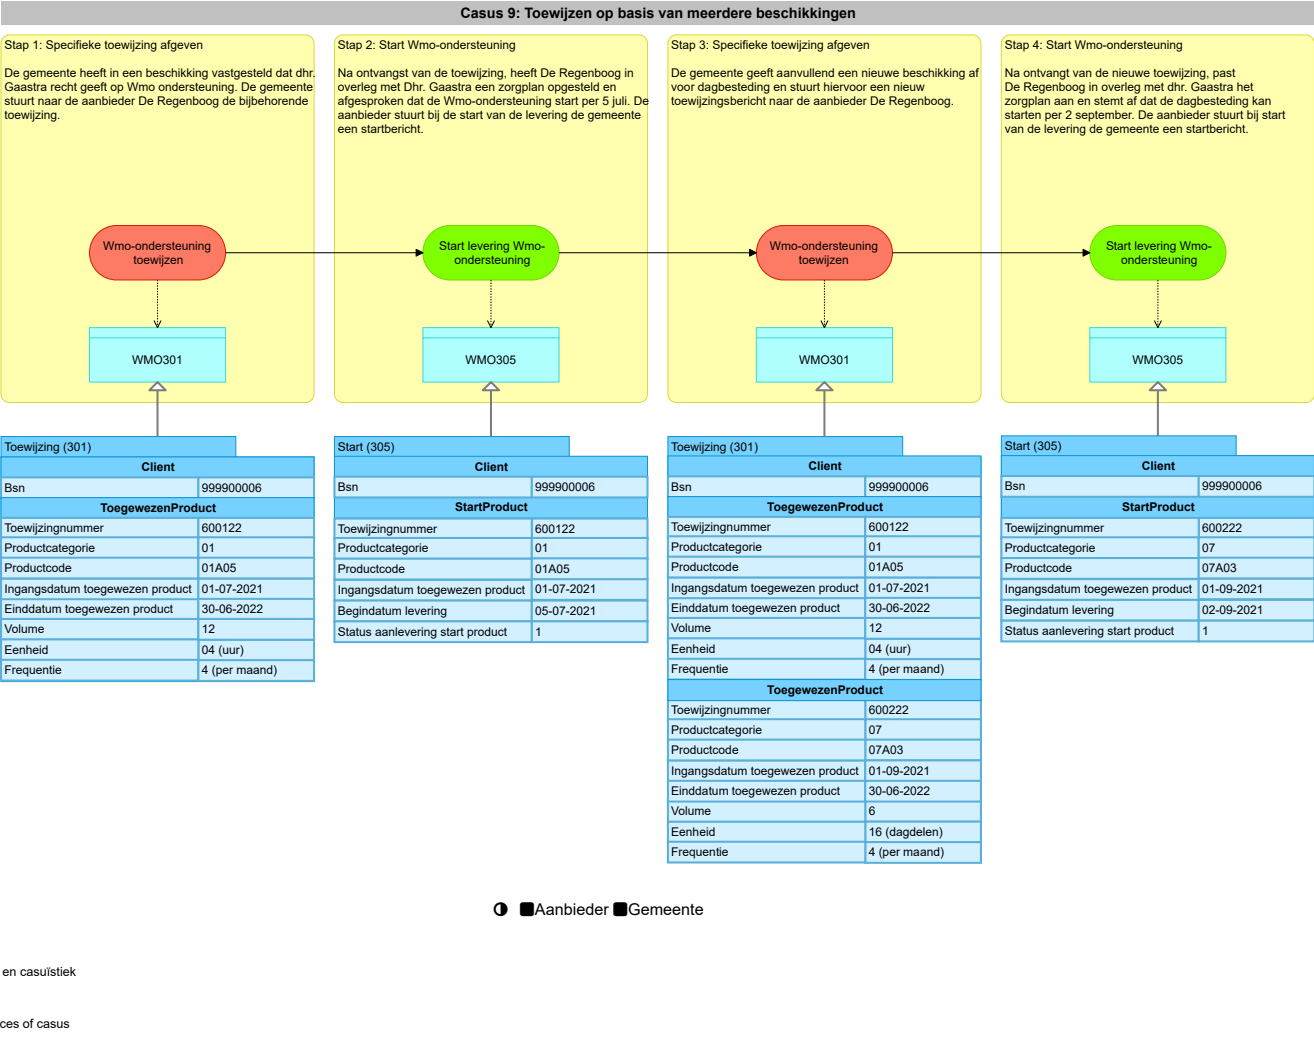 Casus 9: Toewijzen op basis van meerdere beschikkingen
Stap 1: Specifieke toewijzing afgeven
De gemeente heeft in een beschikking vastgesteld dat dhr.
Gaastra recht geeft op Wmo ondersteuning. De gemeente
stuurt naar de aanbieder De Regenboog de bijbehorende
toewijzing.
Wmo-ondersteuning
toewijzen
WMO301
Stap 2: Start Wmo-ondersteuning
Na ontvangst van de toewijzing, heeft De Regenboog in
overleg met Dhr. Gaastra een zorgplan opgesteld en
afgesproken dat de Wmo-ondersteuning start per 5 juli. De
aanbieder stuurt bij de start van de levering de gemeente
een startbericht.
Start levering Wmo-
ondersteuning
WMO305
Stap 3: Specifieke toewijzing afgeven
De gemeente geeft aanvullend een nieuwe beschikking af
voor dagbesteding en stuurt hiervoor een nieuw
toewijzingsbericht naar de aanbieder De Regenboog.
Wmo-ondersteuning
toewijzen
WMO301
Stap 4: Start Wmo-ondersteuning
Na ontvangt van de nieuwe toewijzing, past
De Regenboog in overleg met dhr. Gaastra het
zorgplan aan en stemt af dat de dagbesteding kan
starten per 2 september. De aanbieder stuurt bij start
van de levering de gemeente een startbericht.
Start levering Wmo-
ondersteuning
WMO305
Toewijzing (301)
Client
Bsn 999900006
ToegewezenProduct
Toewijzingnummer 600122
Productcategorie 01
Productcode 01A05
Ingangsdatum toegewezen product 01-07-2021
Einddatum toegewezen product 30-06-2022
Volume 12
Eenheid 04 (uur)
Frequentie 4 (per maand)
Start (305)
Client
Bsn 999900006
StartProduct
Toewijzingnummer 600122
Productcategorie 01
Productcode 01A05
Ingangsdatum toegewezen product 01-07-2021
Begindatum levering 05-07-2021
Status aanlevering start product 1
Toewijzing (301)
Client
Bsn 999900006
ToegewezenProduct
Toewijzingnummer 600122
Productcategorie 01
Productcode 01A05
Ingangsdatum toegewezen product 01-07-2021
Einddatum toegewezen product 30-06-2022
Volume 12
Eenheid 04 (uur)
Frequentie 4 (per maand)
ToegewezenProduct
Toewijzingnummer 600222
Productcategorie 07
Productcode 07A03
Ingangsdatum toegewezen product 01-09-2021
Einddatum toegewezen product 30-06-2022
Volume 6
Eenheid 16 (dagdelen)
Frequentie 4 (per maand)
Start (305)
Client
Bsn 999900006
StartProduct
Toewijzingnummer 600222
Productcategorie 07
Productcode 07A03
Ingangsdatum toegewezen product 01-09-2021
Begindatum levering 02-09-2021
Status aanlevering start product 1
Aanbieder Gemeente
en casuïstiek
ces of casus